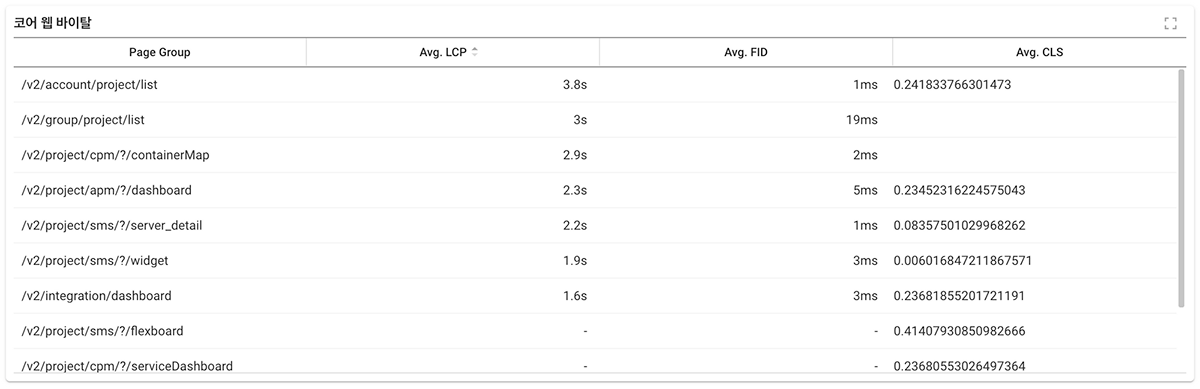 코어 웹 바이탈
Page Group Avg. LCP Avg. FID Avg. CLS
/v2/account/project/list 3.8s 1ms 0.241833766301473
/v2/group/project/list 3s 19ms
/v2/project/cpm/?/containerMap 2.9s 2ms
/v2/project/apm/?/dashboard 2.3s 5ms 0.23452316224575043
/v2/project/sms/?/server_detail 2.2s 1ms 0.08357501029968262
/v2/project/sms/?/widget 1.9s 3ms 0.006016847211867571
/v2/integration/dashboard 1.6s 3ms 0.23681855201721191
/v2/project/sms/?/flexboard - - 0.41407930850982666
/v2/project/cpm/?/serviceDashboard - - 0.23680553026497364